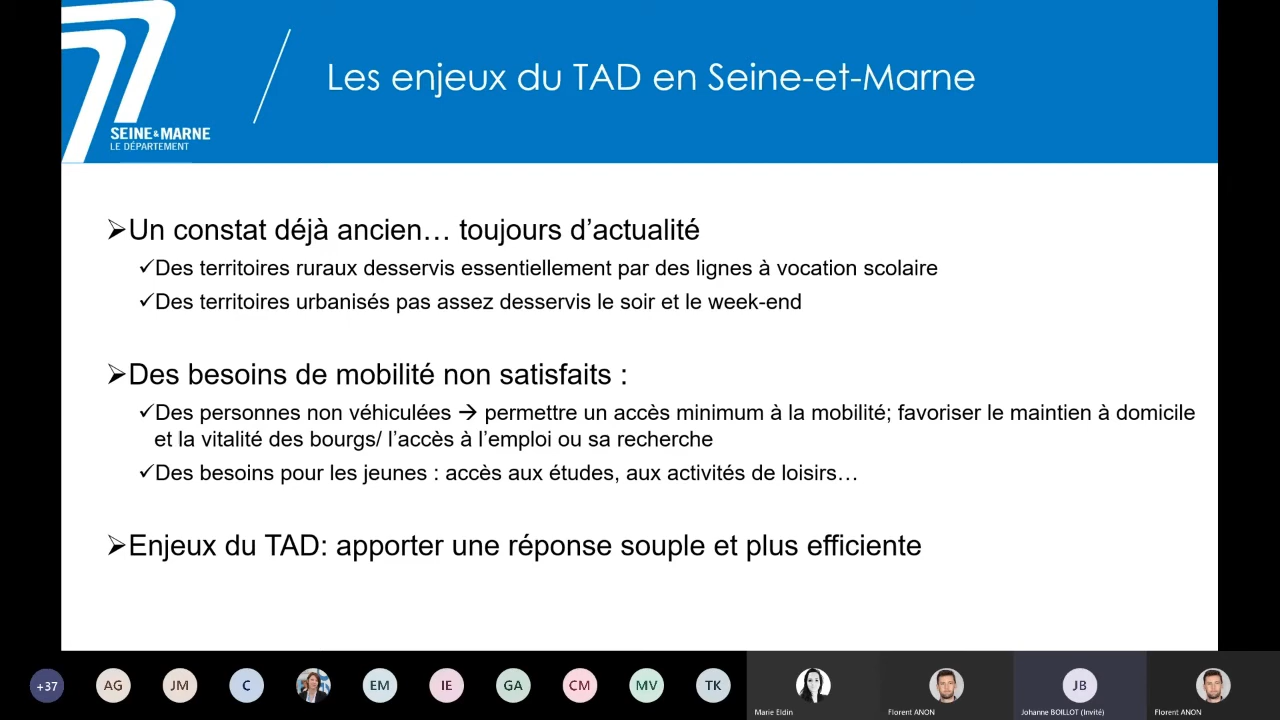 77
SEINE&MARNE
LE DÉPARTEMENT
Les enjeux du TAD en Seine-et-Marne
➢Un constat déjà ancien… toujours d’actualité
✓Des territoires ruraux desservis essentiellement par des lignes à vocation scolaire
✓Des territoires urbanisés pas assez desservis le soir et le week-end
➢Des besoins de mobilité non satisfaits :
✓Des personnes non véhiculées → permettre un accès minimum à la mobilité; favoriser le maintien à domicile
et la vitalité des bourgs/ l’accès à l’emploi ou sa recherche
✓Des besoins pour les jeunes : accès aux études, aux activités de loisirs…
➢Enjeux du TAD: apporter une réponse souple et plus efficiente
+37 AG JM C EM IE GA CM MV TK JB
Marie Eldin Florent ANON Johanne BOILLOT (Invité) Florent ANON